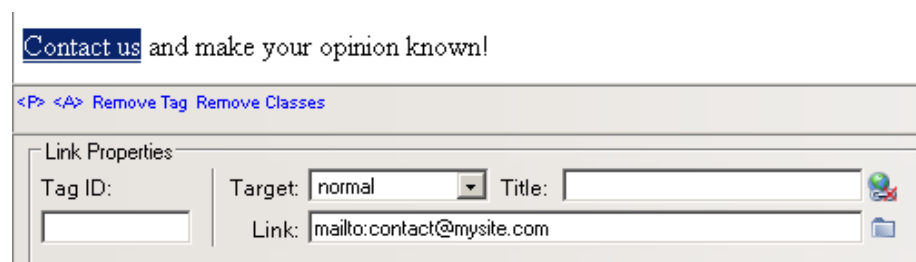 Contact us and make your opinion known!
<P> <A> Remove Tag Remove Classes
Link Properties
Tag ID: Target: normal Title:
Link: mailto:contact@mysite.com